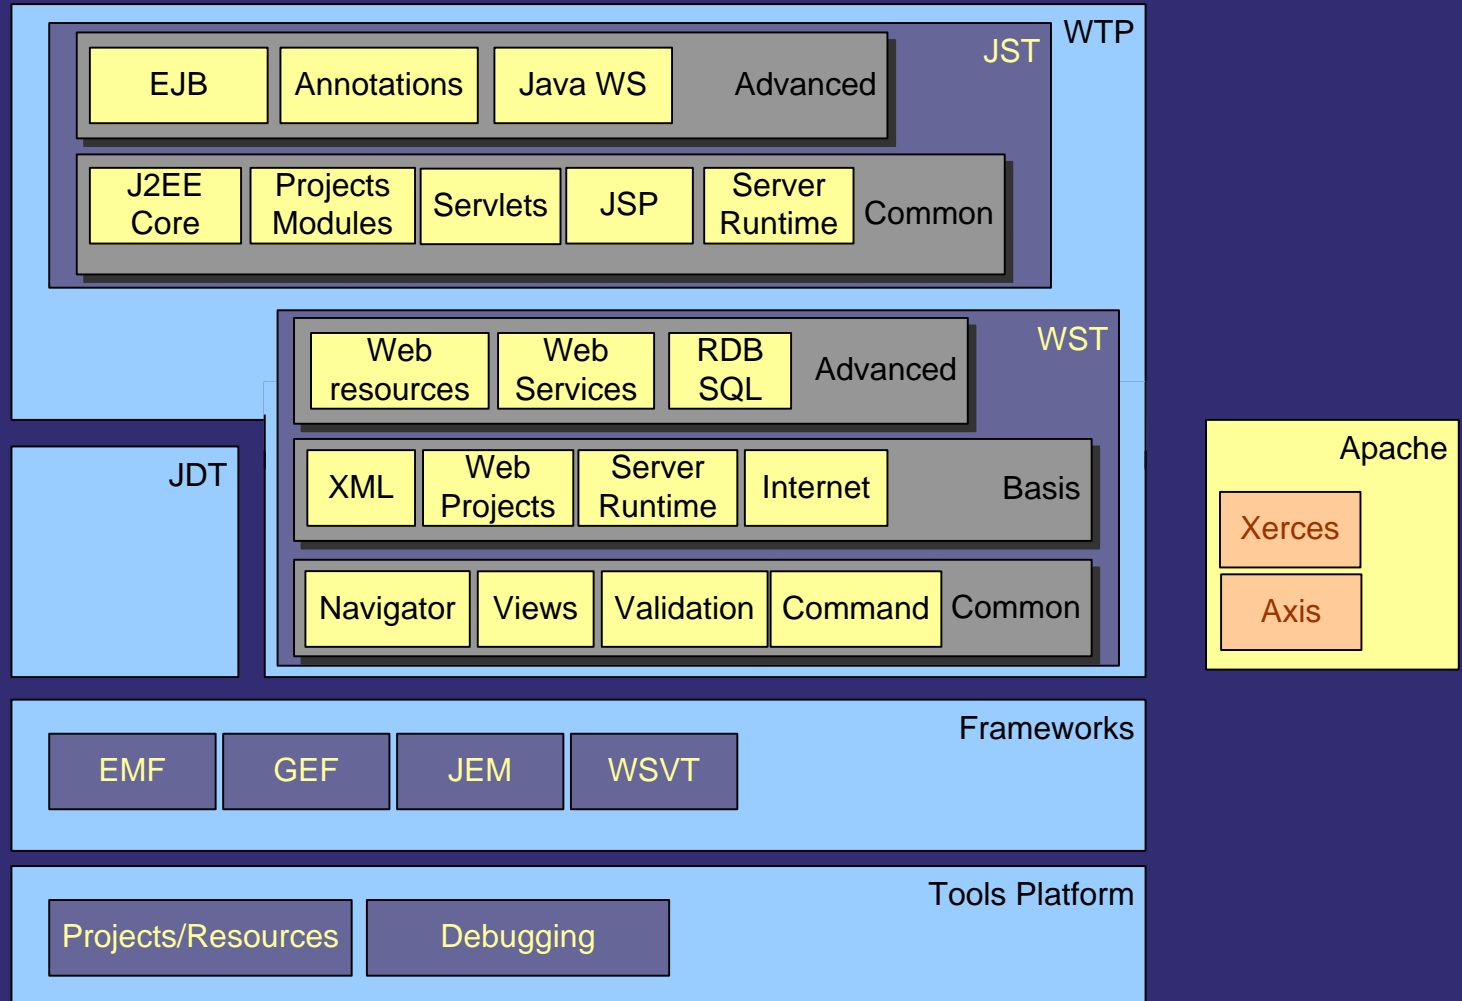 WTP
JST
EJB
Annotations
Java WS
Advanced
J2EE
Core
Projects
Modules
Servlets
JSP
Server
Runtime
Common
WST
Web
resources
Web
Services
RDB
SQL
Advanced
JDT
XML
Web
Projects
Server
Runtime
Internet
Basis
Navigator
Views
Validation
Command
Common
Apache
Xerces
Axis
Frameworks
EMF
GEF
JEM
WSVT
Tools Platform
Projects/Resources
Debugging